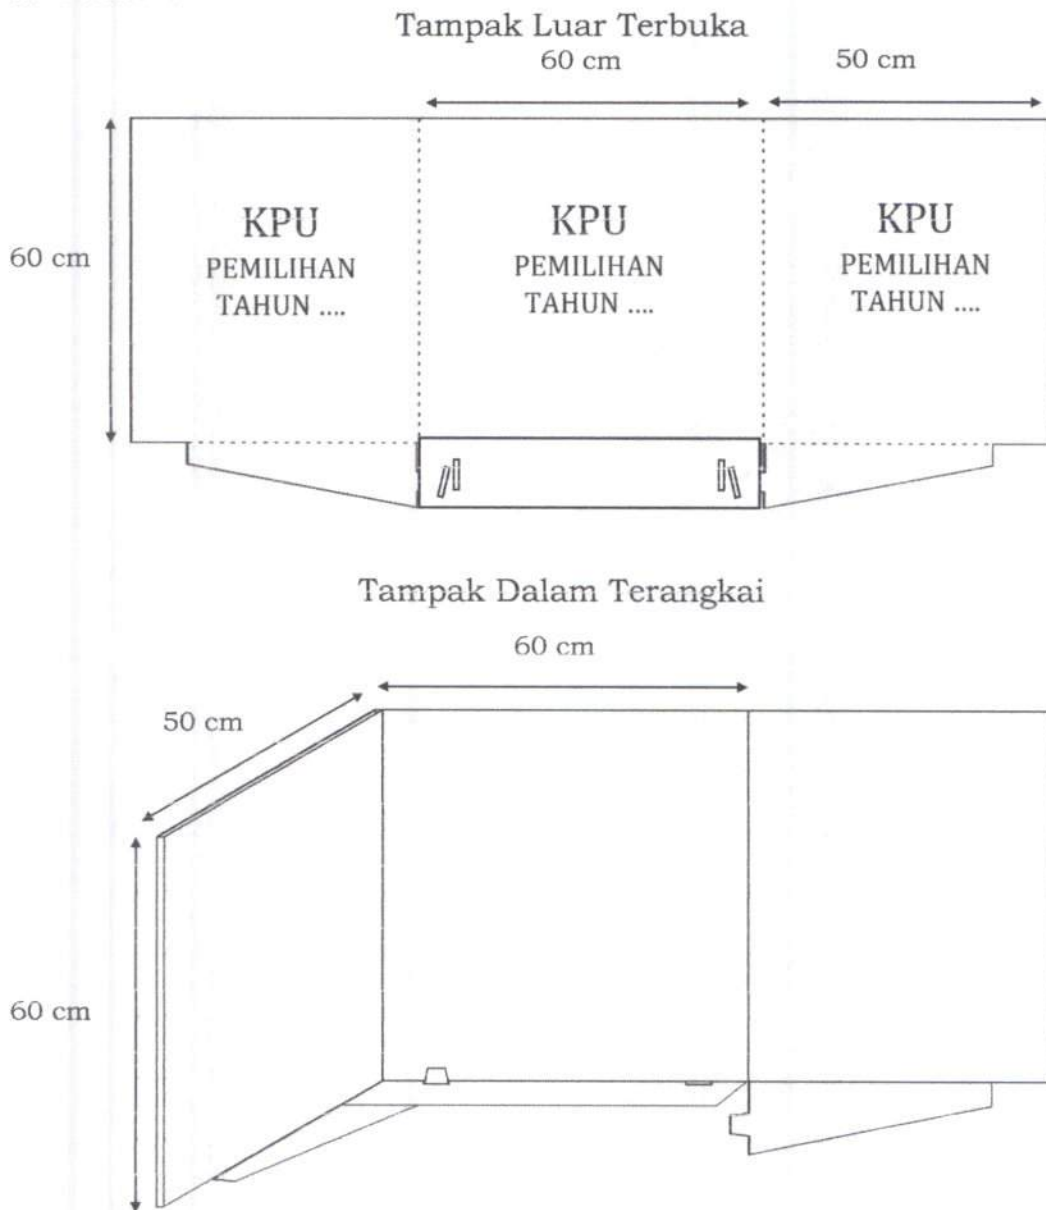 Tampak Luar Terbuka
60 cm
50 cm
60 cm
KPU
PEMILIHAN
TAHUN ....
KPU
PEMILIHAN
TAHUN ....
KPU
PEMILIHAN
TAHUN ....
Tampak Dalam Terangkai
60 cm
50 cm
60 cm